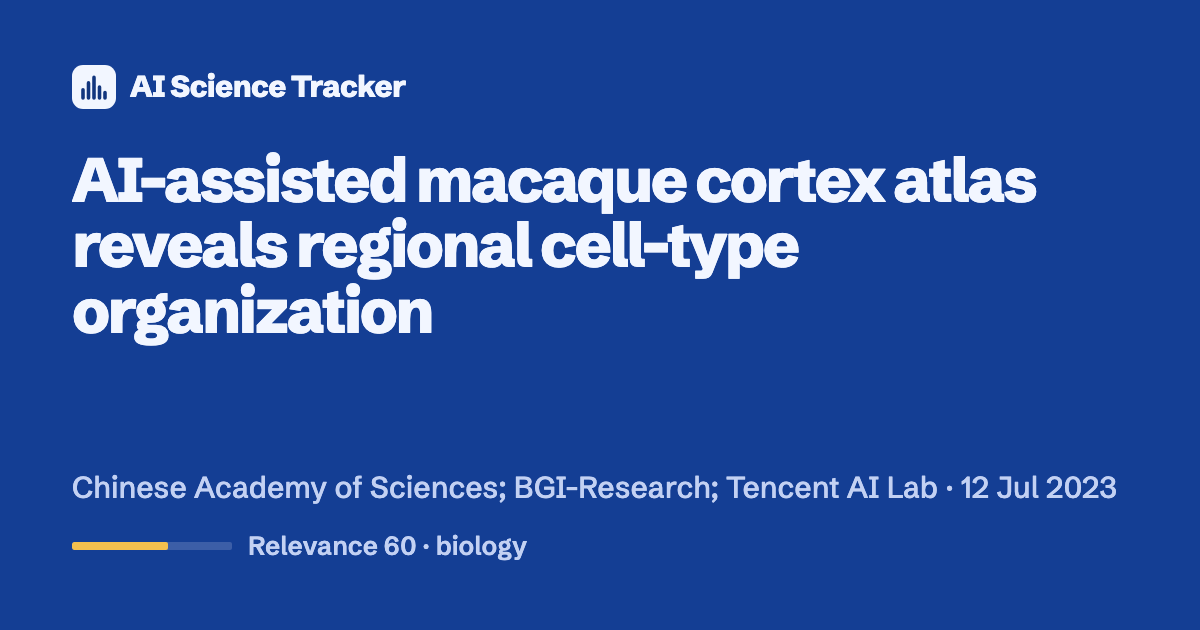 AI Science Tracker
AI-assisted macaque cortex atlas
reveals regional cell-type
organization
Chinese Academy of Sciences; BGI-Research; Tencent AI Lab · 12 Jul 2023
Relevance 60 · biology